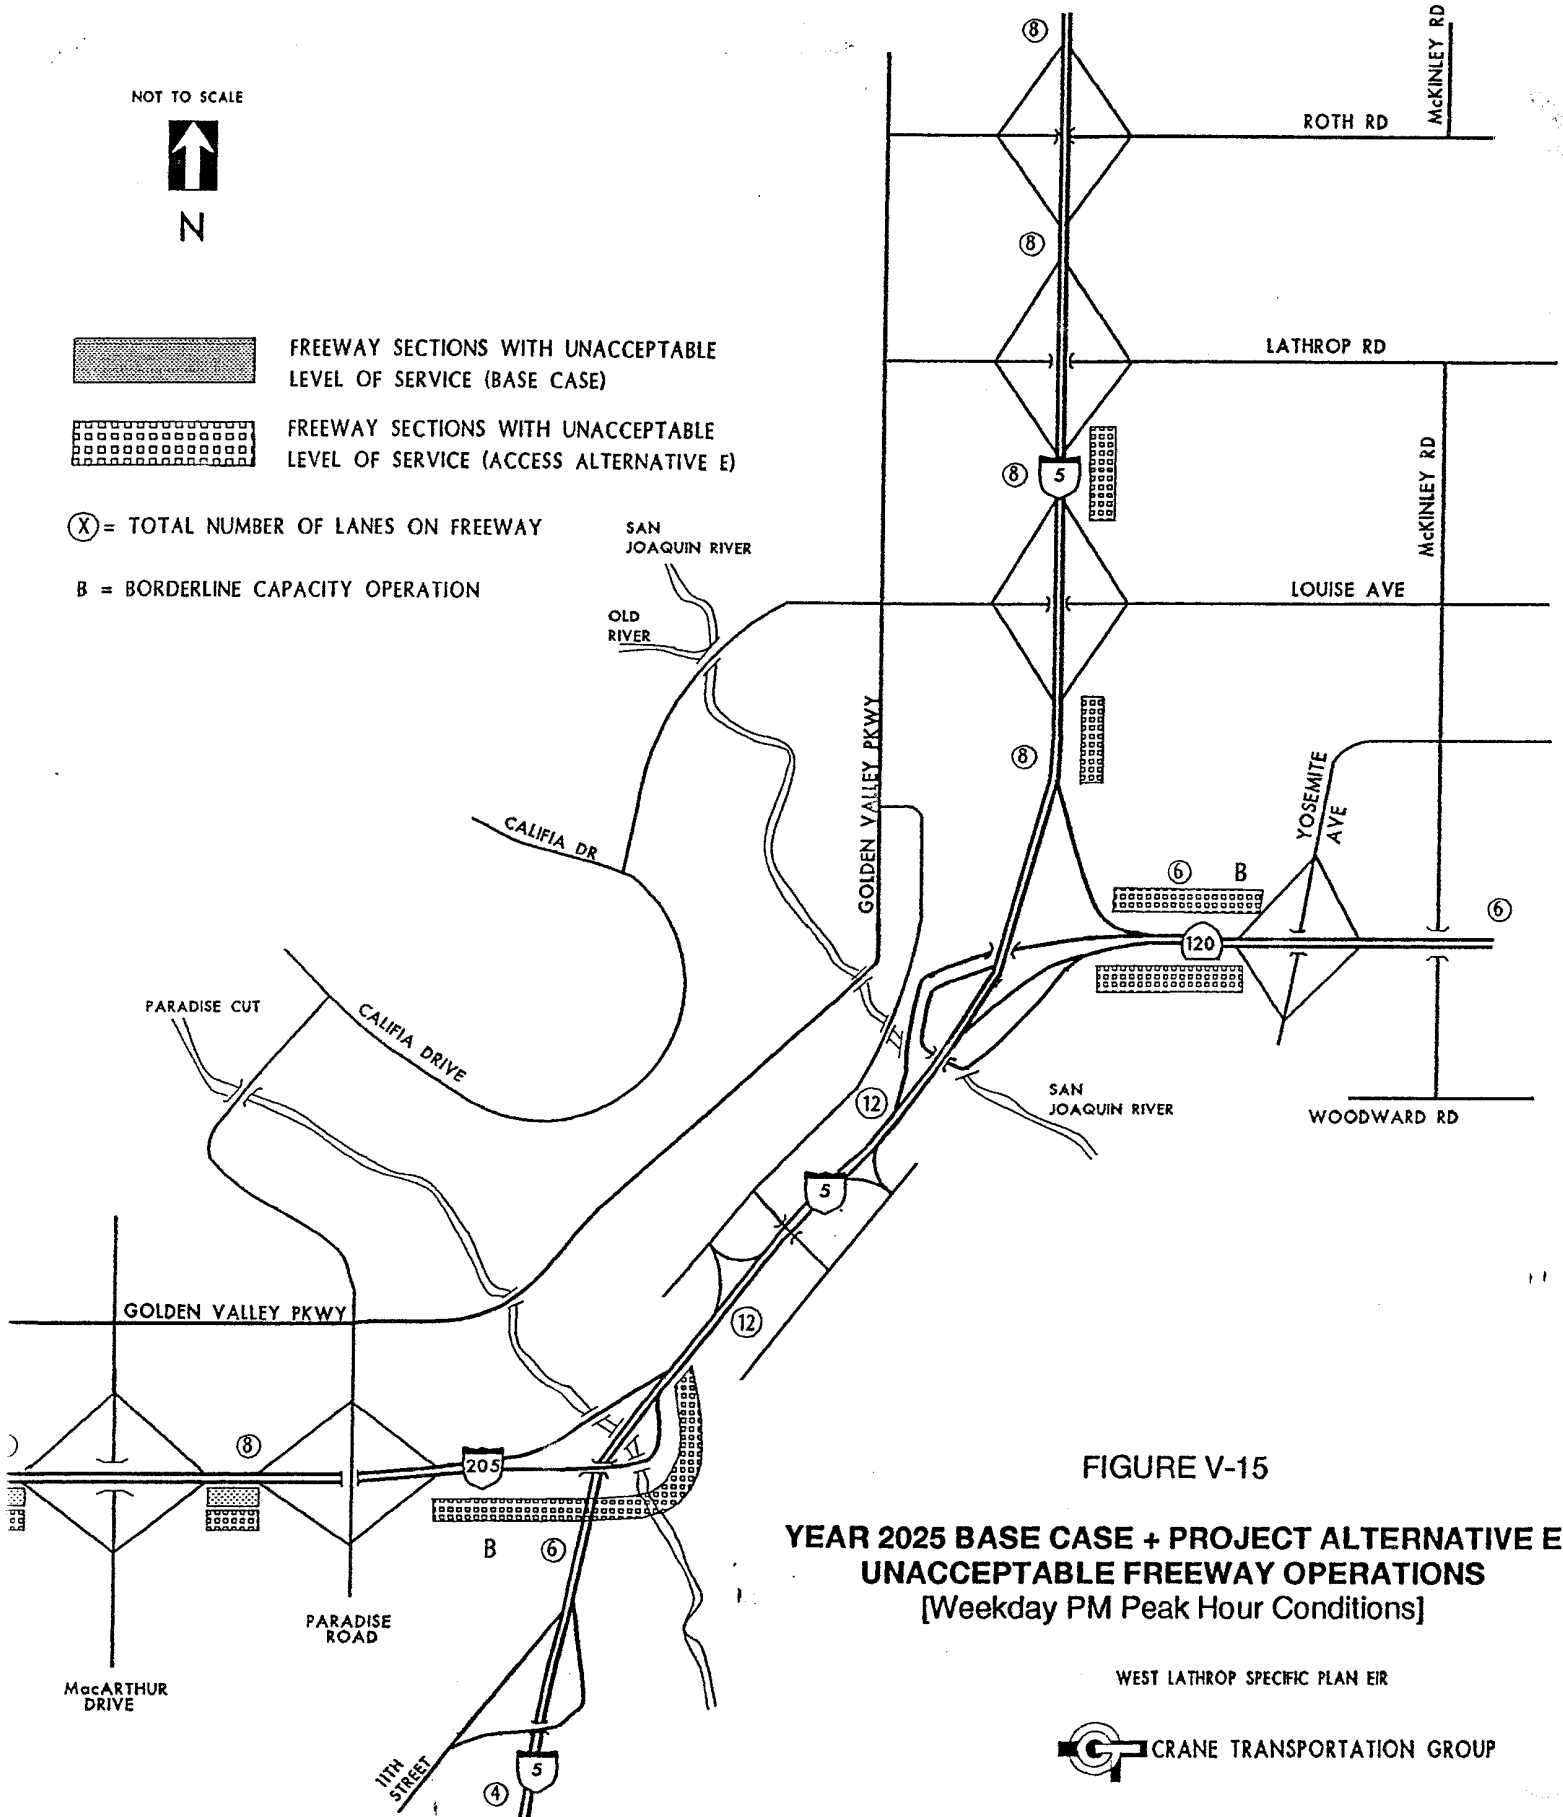 8
McKINLEY RD
NOT TO SCALE
ROTH RD
N
8
FREEWAY SECTIONS WITH UNACCEPTABLE
LEVEL OF SERVICE (BASE CASE)
LATHROP RD
FREEWAY SECTIONS WITH UNACCEPTABLE
LEVEL OF SERVICE (ACCESS ALTERNATIVE E)
8
5
McKINLEY RD
X = TOTAL NUMBER OF LANES ON FREEWAY
SAN
JOAQUIN RIVER
B = BORDERLINE CAPACITY OPERATION
LOUISE AVE
OLD
RIVER
GOLDEN VALLEY PKWY
8
YOSEMITE
AVE
CALIFIA DR
6 B
6
120
PARADISE CUT
CALIFIA DRIVE
12
SAN
JOAQUIN RIVER
WOODWARD RD
5
GOLDEN VALLEY PKWY
12
8
205
FIGURE V-15
B 6
YEAR 2025 BASE CASE + PROJECT ALTERNATIVE E
UNACCEPTABLE FREEWAY OPERATIONS
[Weekday PM Peak Hour Conditions]
PARADISE
ROAD
MacARTHUR
DRIVE
WEST LATHROP SPECIFIC PLAN EIR
CRANE TRANSPORTATION GROUP
11TH
STREET
5
4